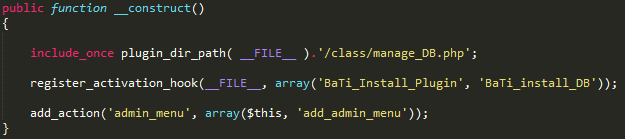 public function __construct()
{
include_once plugin_dir_path( __FILE__ ).'/class/manage_DB.php';
register_activation_hook(__FILE__, array('BaTi_Install_Plugin', 'BaTi_install_DB'));
add_action('admin_menu', array($this, 'add_admin_menu'));
}